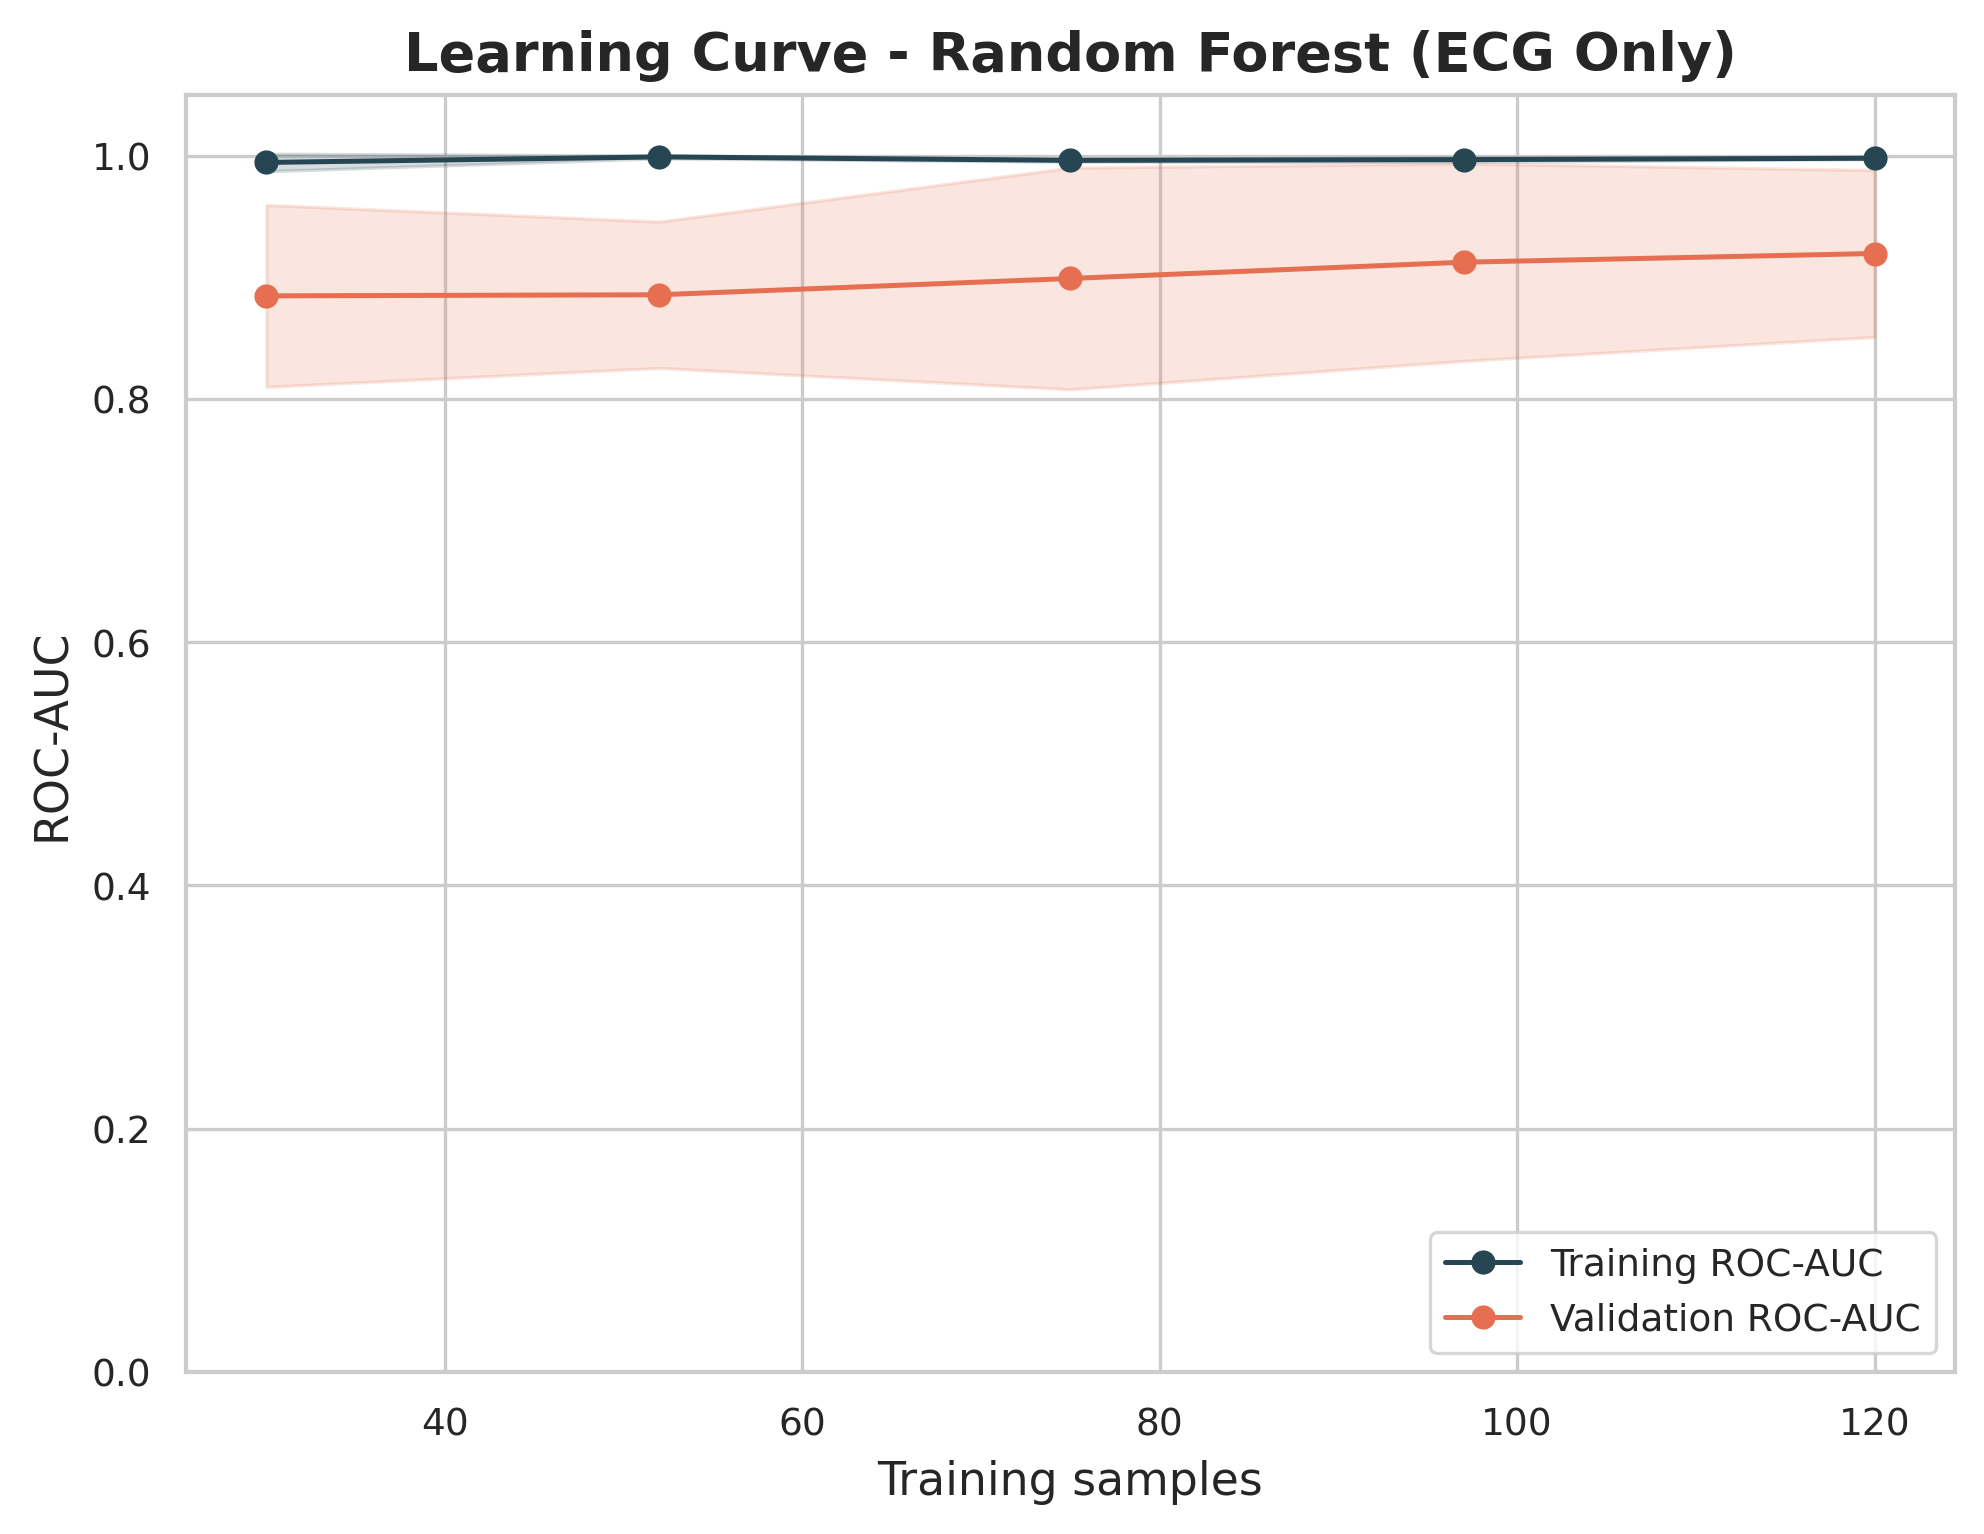 Learning Curve - Random Forest (ECG Only)
1.0
0.8
0.6
0.4
0.2
0.0
ROC-AUC
40 60 80 100 120
Training samples
Training ROC-AUC
Validation ROC-AUC